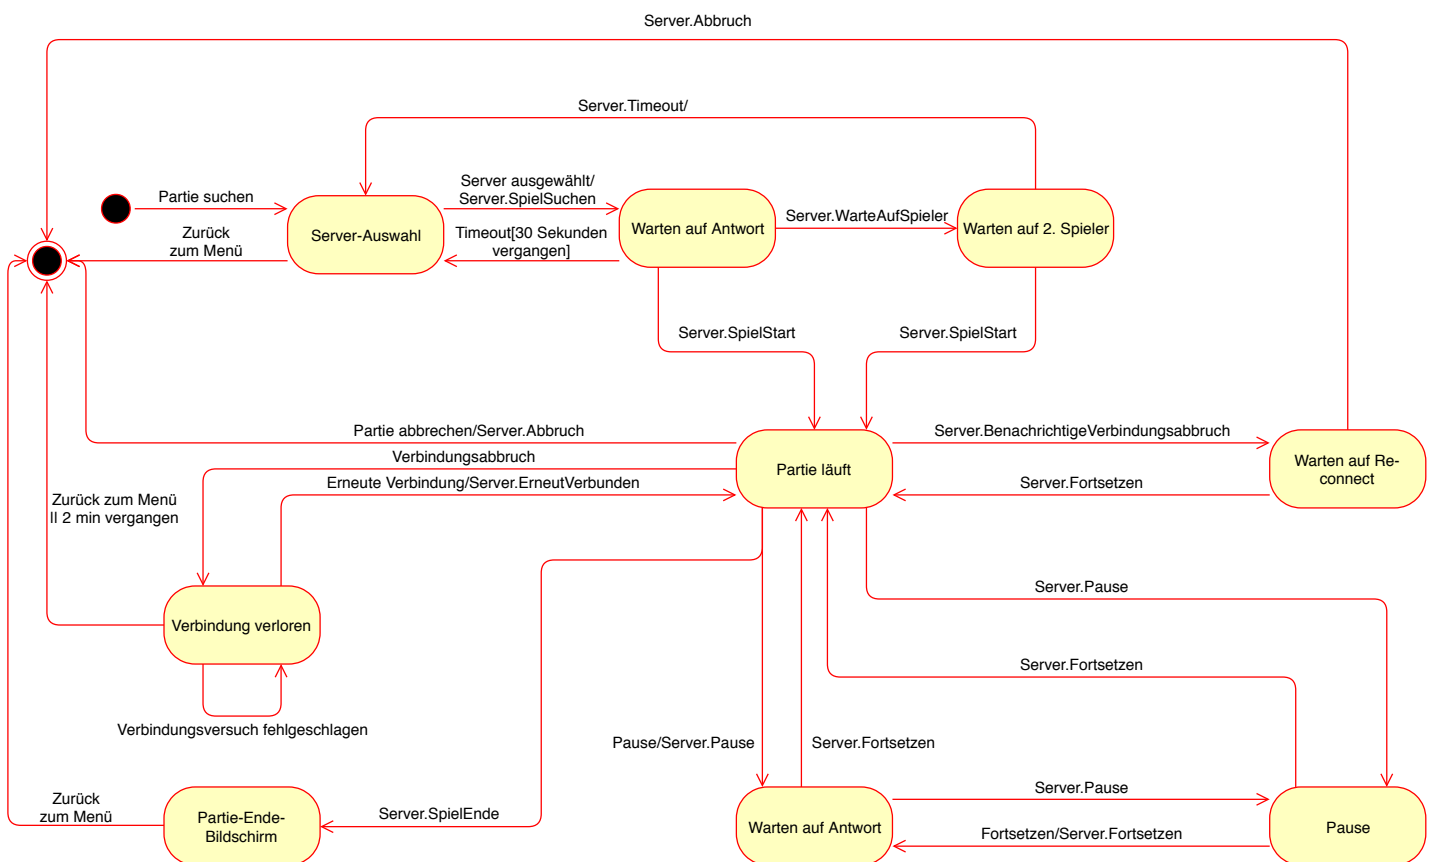 Server.Abbruch
Server.Timeout/
Partie suchen
Server ausgewählt/
Server.SpielSuchen
Server-Auswahl
Warten auf Antwort
Server.WarteAufSpieler
Warten auf 2. Spieler
Zurück
zum Menü
Timeout[30 Sekunden
vergangen]
Server.SpielStart
Server.SpielStart
Partie abbrechen/Server.Abbruch
Server.BenachrichtigeVerbindungsabbruch
Verbindungsabbruch
Partie läuft
Warten auf Re-
connect
Erneute Verbindung/Server.ErneutVerbunden
Server.Fortsetzen
Zurück zum Menü
|| 2 min vergangen
Server.Pause
Verbindung verloren
Server.Fortsetzen
Verbindungsversuch fehlgeschlagen
Pause/Server.Pause
Server.Fortsetzen
Zurück
zum Menü
Partie-Ende-
Bildschirm
Server.SpielEnde
Warten auf Antwort
Server.Pause
Fortsetzen/Server.Fortsetzen
Pause